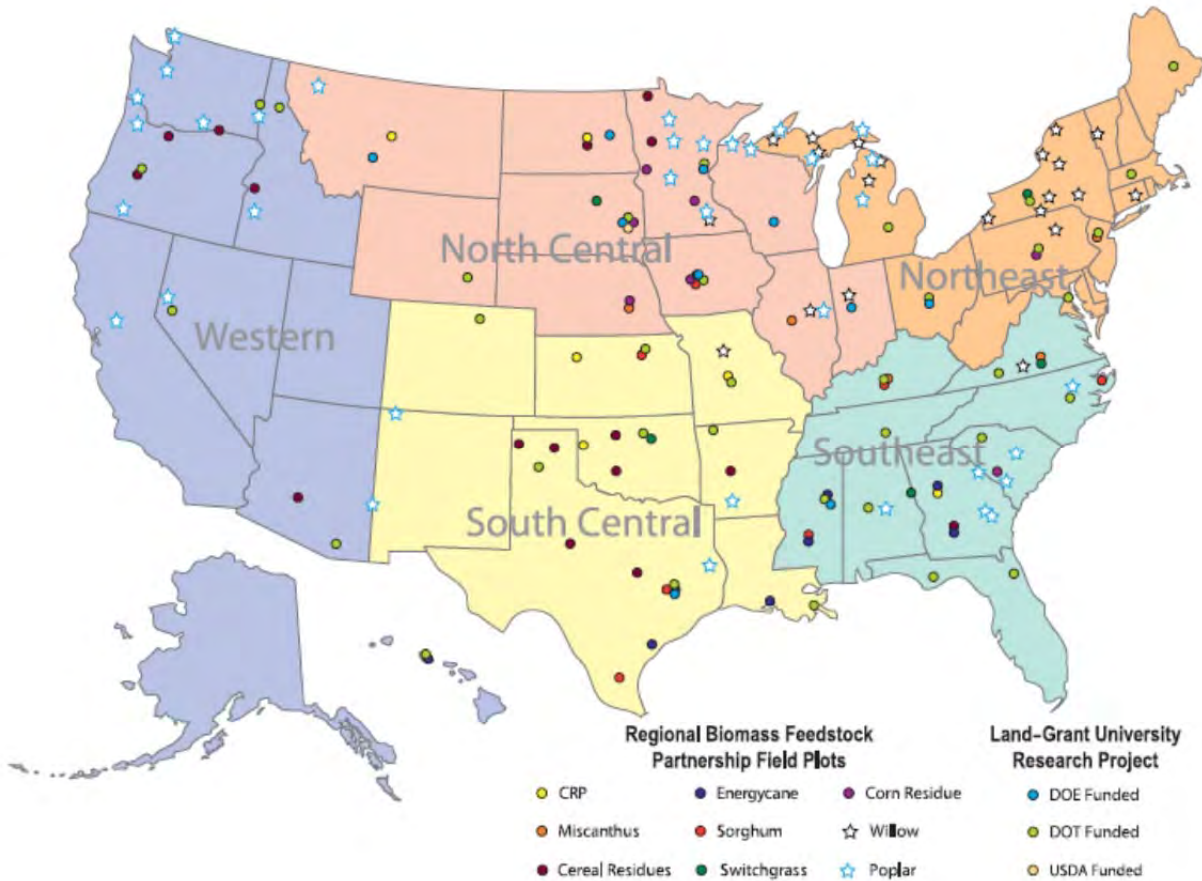 North Central
Northeast
Western
Southeast
South Central
Regional Biomass Feedstock
Partnership Field Plots
Land-Grant University
Research Project
CRP
Energycane
Corn Residue
DOE Funded
Miscanthus
Sorghum
Willow
DOT Funded
Cereal Residues
Switchgrass
Poplar
USDA Funded